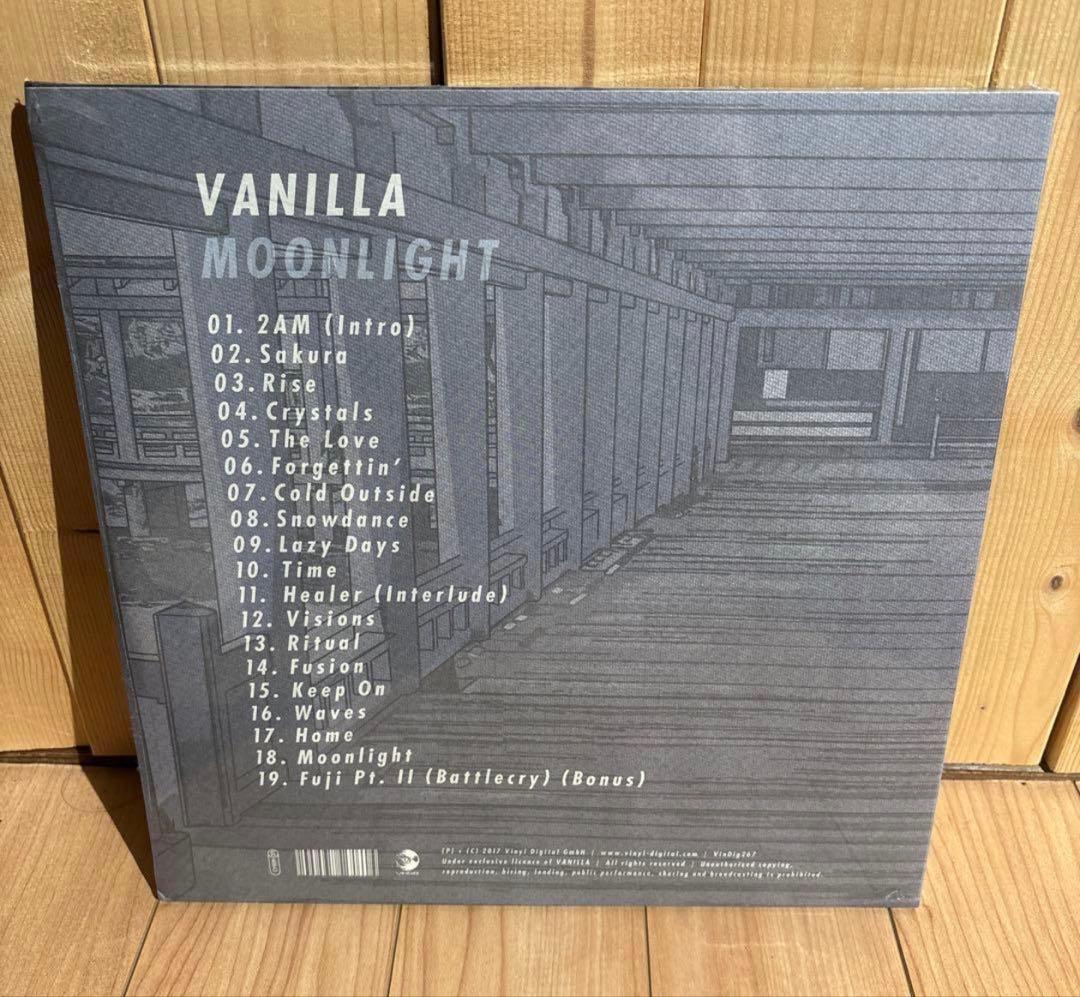 VANILLA
MOONLIGHT
01. 2AM (Intro)
02. Sakura
03. Rise
04. Crystals
05. The Love
06. Forgettin'
07. Cold Outside
08. Snowdance
09. Lazy Days
10. Time
11. Healer (Interlude)
12. Visions
13. Ritual
14. Fusion
15. Keep On
16. Waves
17. Home
18. Moonlight
19. Fuji Pt. II (Battlecry) (Bonus)
(P) + (C) 2017 Vinyl Digital GmbH | www.vinyl-digital.com | VinDig267
Under exclusive licence of VANILLA | All rights reserved | Unauthorized copying,
reproduction, hiring, lending, public performance, sharing and broadcasting is prohibited.